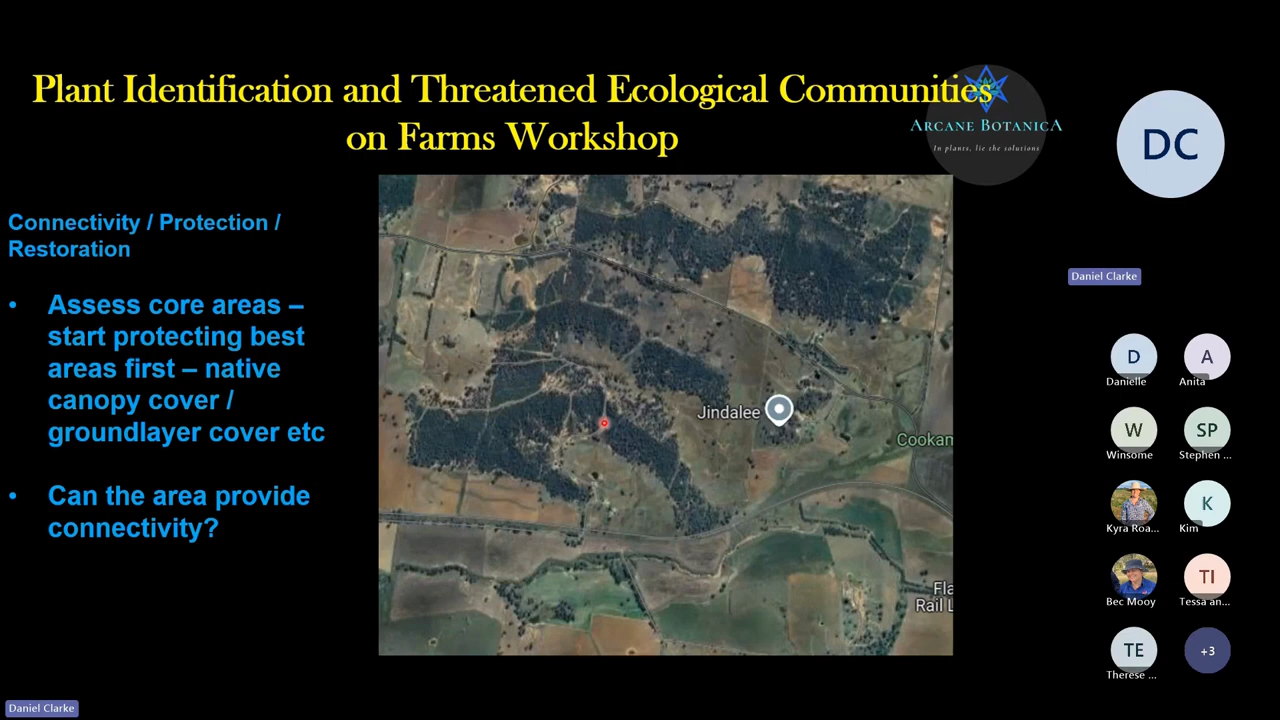 Plant Identification and Threatened Ecological Communities
on Farms Workshop
ARCANE BOTANICA
In plants, lie the solutions
DC
Connectivity / Protection /
Restoration
• Assess core areas –
start protecting best
areas first – native
canopy cover /
groundlayer cover etc
• Can the area provide
connectivity?
Jindalee
Cookam
Fla
Rail L
Daniel Clarke
D
Danielle
A
Anita
W
Winsome
SP
Stephen ...
Kyra Roa...
K
Kim
Bec Mooy
TI
Tessa an...
TE
Therese ...
+3
Daniel Clarke